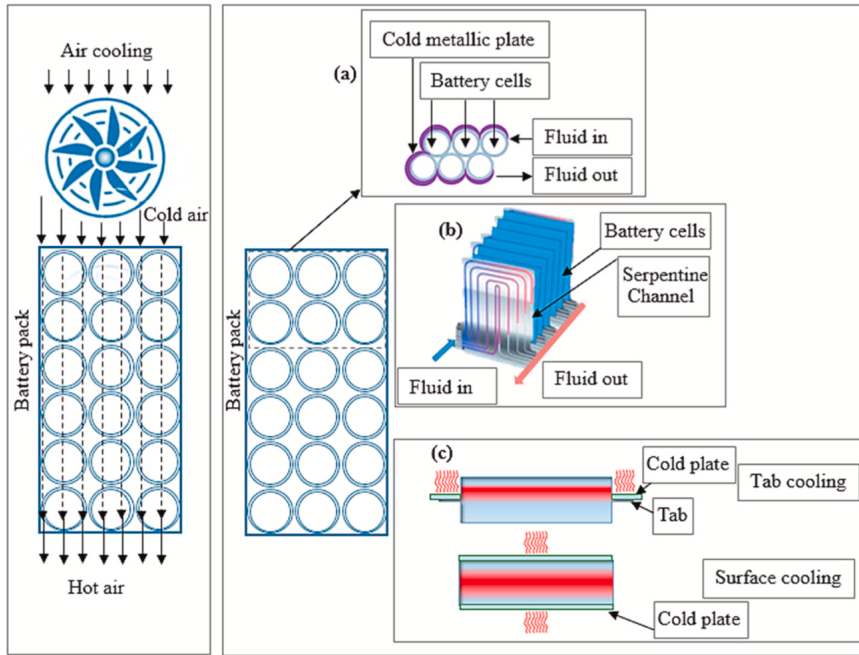 Air cooling
Cold air
Battery pack
Hot air
Battery pack
(a)
Cold metallic plate
Battery cells
Fluid in
Fluid out
(b)
Battery cells
Serpentine
Channel
Fluid in
Fluid out
(c)
Cold plate
Tab cooling
Tab
Surface cooling
Cold plate